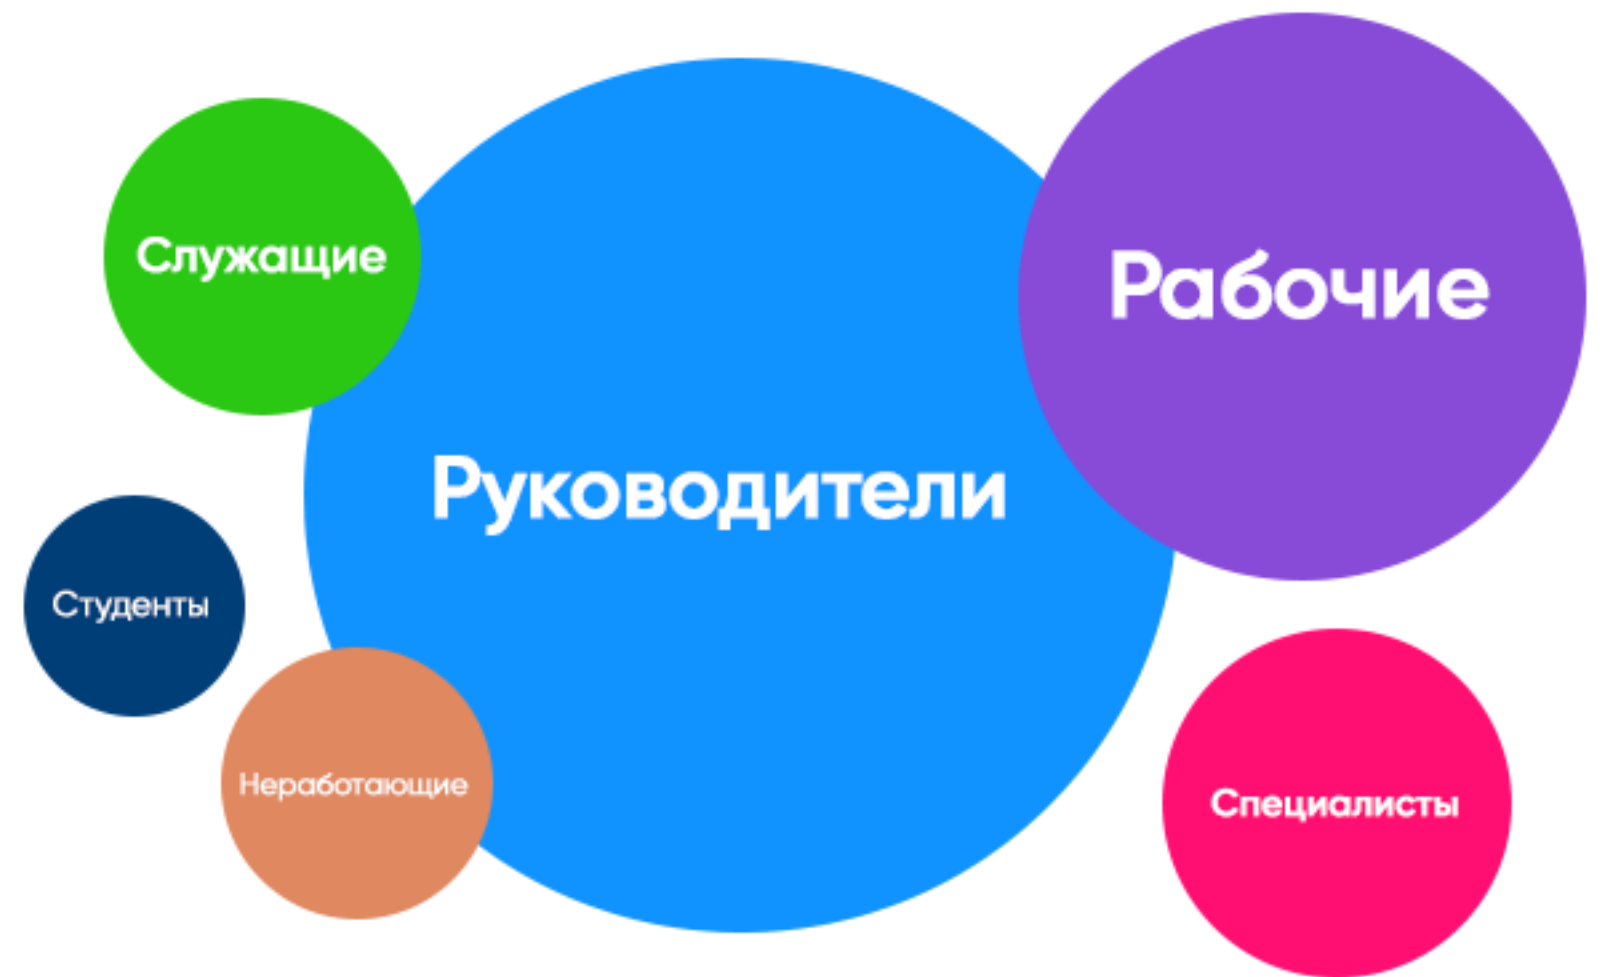 Служащие
Рабочие
Руководители
Студенты
Неработающие
Специалисты